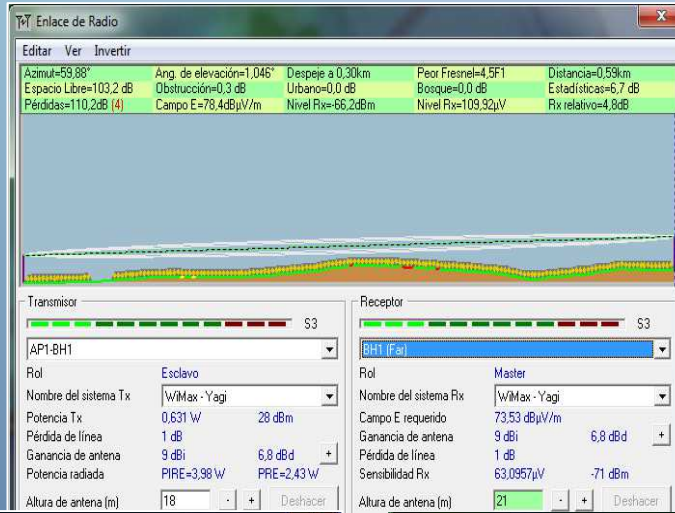 Enlace de Radio
Editar Ver Invertir
Azimut=59,88° Ang. de elevación=1,046° Despeje a 0,30km Peor Fresnel=4,5F1 Distancia=0,59km
Espacio Libre=103,2 dB Obstrucción=0,3 dB Urbano=0,0 dB Bosque=0,0 dB Estadísticas=6,7 dB
Pérdidas=110,2dB (4) Campo E=78,4dBµV/m Nivel Rx=-66,2dBm Nivel Rx=109,92µV Rx relativo=4,8dB
Transmisor
S3
AP1-BH1
Rol Esclavo
Nombre del sistema Tx WiMax - Yagi
Potencia Tx 0,631 W 28 dBm
Pérdida de línea 1 dB
Ganancia de antena 9 dBi 6,8 dBd +
Potencia radiada PIRE=3,98 W PRE=2,43 W
Altura de antena (m) 18 - + Deshacer
Receptor
S3
BH1 (Far)
Rol Master
Nombre del sistema Rx WiMax - Yagi
Campo E requerido 73,53 dBµV/m
Ganancia de antena 9 dBi 6,8 dBd +
Pérdida de línea 1 dB
Sensibilidad Rx 63,0957µV -71 dBm
Altura de antena (m) 21 - + Deshacer